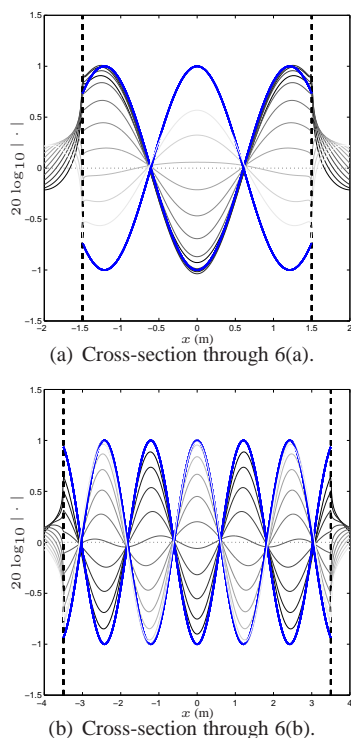 1.5
1
0.5
0
-0.5
-1
-1.5
20 log10 | · |
-2 -1.5 -1 -0.5 0 0.5 1 1.5 2
x (m)
(a) Cross-section through 6(a).
1.5
1
0.5
0
-0.5
-1
-1.5
20 log10 | · |
-4 -3 -2 -1 0 1 2 3 4
x (m)
(b) Cross-section through 6(b).